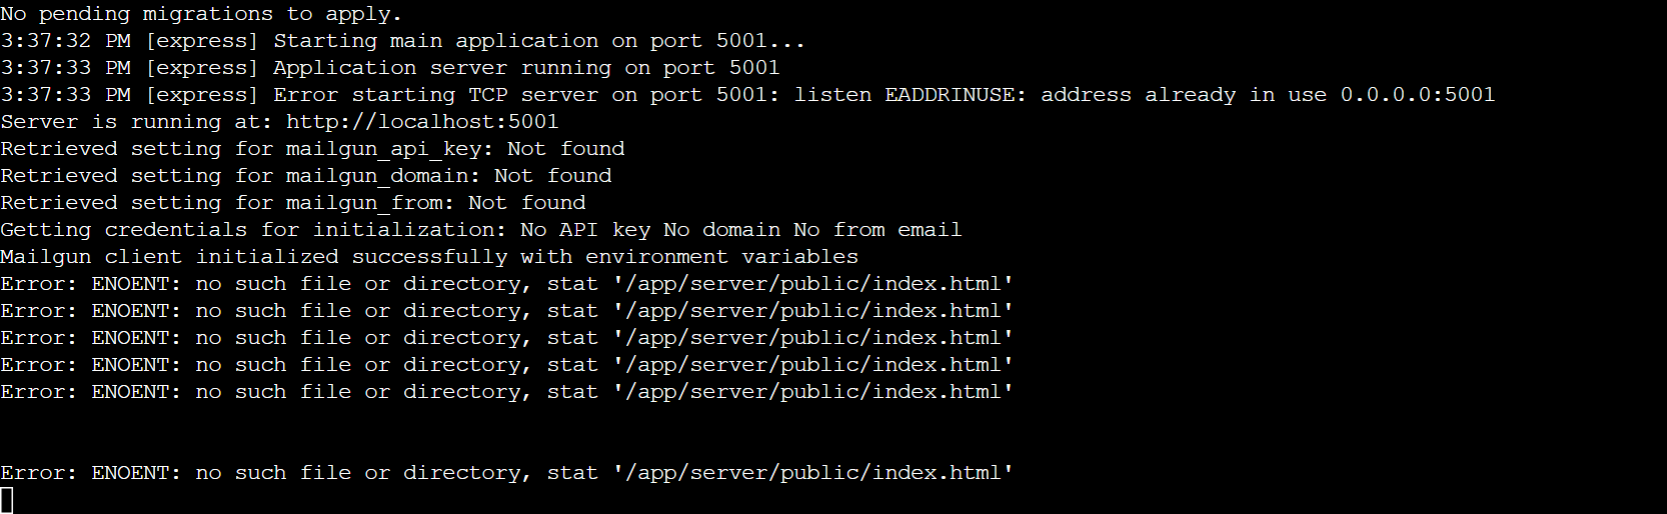 No pending migrations to apply.
3:37:32 PM [express] Starting main application on port 5001...
3:37:33 PM [express] Application server running on port 5001
3:37:33 PM [express] Error starting TCP server on port 5001: listen EADDRINUSE: address already in use 0.0.0.0:5001
Server is running at: http://localhost:5001
Retrieved setting for mailgun_api_key: Not found
Retrieved setting for mailgun_domain: Not found
Retrieved setting for mailgun_from: Not found
Getting credentials for initialization: No API key No domain No from email
Mailgun client initialized successfully with environment variables
Error: ENOENT: no such file or directory, stat '/app/server/public/index.html'
Error: ENOENT: no such file or directory, stat '/app/server/public/index.html'
Error: ENOENT: no such file or directory, stat '/app/server/public/index.html'
Error: ENOENT: no such file or directory, stat '/app/server/public/index.html'
Error: ENOENT: no such file or directory, stat '/app/server/public/index.html'
Error: ENOENT: no such file or directory, stat '/app/server/public/index.html'